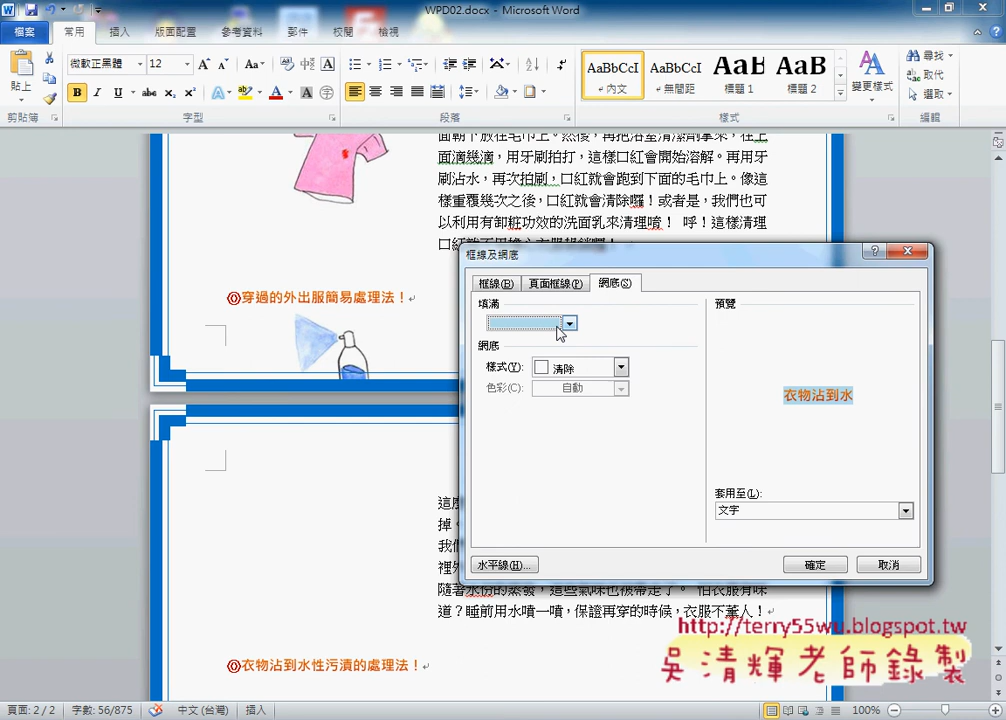 WPD02.docx - Microsoft Word
檔案 常用 插入 版面配置 參考資料 郵件 校閱 檢視
微軟正黑體 12
貼上
剪貼簿 字型 段落 樣式 編輯
AaBbCcI AaBbCcI AaB AaB
內文 無間距 標題 1 標題 2
變更樣式
尋找
取代
選取
面朝下放在毛巾上。然後，再把浴室清潔劑拿來，在上
面滴幾滴，用牙刷拍打，這樣口紅會開始溶解。再用牙
刷沾水，再次拍刷，口紅就會跑到下面的毛巾上。像這
樣重覆幾次之後，口紅就會清除囉！或者是，我們也可
以利用有卸粧功效的洗面乳來清理唷！ 呼！這樣清理
穿過的外出服簡易處理法！
框線及網底
框線(B) 頁面框線(P) 網底(S)
填滿
網底
樣式(Y): 清除
色彩(C): 自動
預覽
衣物沾到水
套用至(L):
文字
水平線(H)... 確定 取消
隨著水份的蒸發，這些氣味也被帶走了。 怕衣服有味
道？睡前用水噴一噴，保證再穿的時候，衣服不薰人！
衣物沾到水性污漬的處理法！
http://terry55wu.blogspot.tw
吳清輝老師錄製
頁面: 2 / 2 字數: 56/875 中文 (台灣) 插入 100%